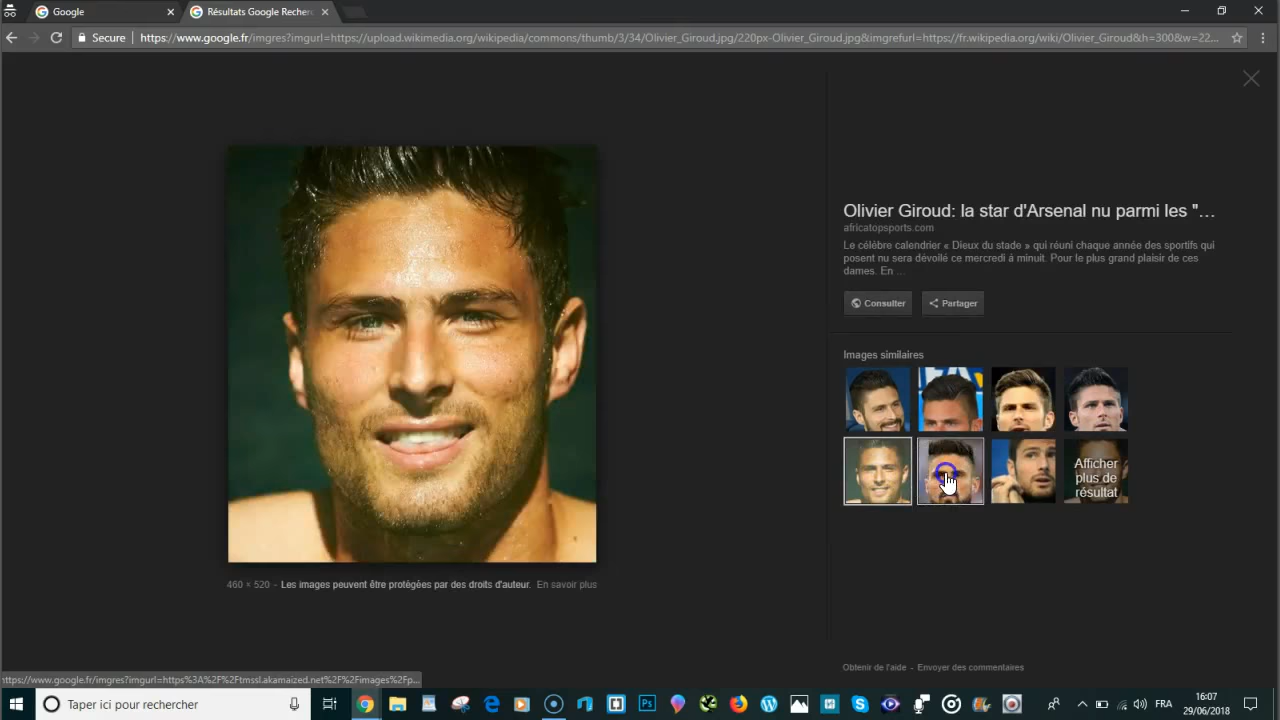 Google
Résultats Google Recher
Secure
https://www.google.fr/imgres?imgurl=https://upload.wikimedia.org/wikipedia/commons/thumb/3/34/Olivier_Giroud.jpg/220px-Olivier_Giroud.jpg&imgrefurl=https://fr.wikipedia.org/wiki/Olivier_Giroud&h=300&w=22...
Olivier Giroud: la star d'Arsenal nu parmi les "...
africatopsports.com
Le célèbre calendrier « Dieux du stade » qui réuni chaque année des sportifs qui
posent nu sera dévoilé ce mercredi à minuit. Pour le plus grand plaisir de ces
dames. En ...
Consulter
Partager
Images similaires
Afficher
plus de
résultat
460 × 520 - Les images peuvent être protégées par des droits d'auteur. En savoir plus
Obtenir de l'aide - Envoyer des commentaires
https://www.google.fr/imgres?imgurl=https%3A%2F%2Ftmssl.akamaized.net%2F%2Fimages%2Fp...
Taper ici pour rechercher
Ps
FRA
16:07
29/06/2018